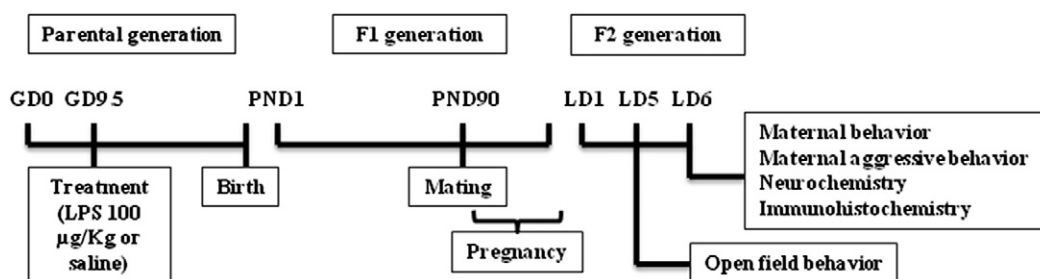 Parental generation
F1 generation
F2 generation
GD0 GD9 5
PND1
PND90
LD1 LD5 LD6
Treatment
(LPS 100
µg/Kg or
saline)
Birth
Mating
Pregnancy
Maternal behavior
Maternal aggressive behavior
Neurochemistry
Immunohistochemistry
Open field behavior